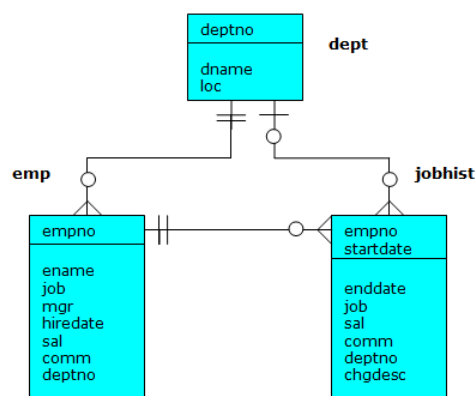 deptno
dept
dname
loc
emp
jobhist
empno
ename
job
mgr
hiredate
sal
comm
deptno
empno
startdate
enddate
job
sal
comm
deptno
chgdesc